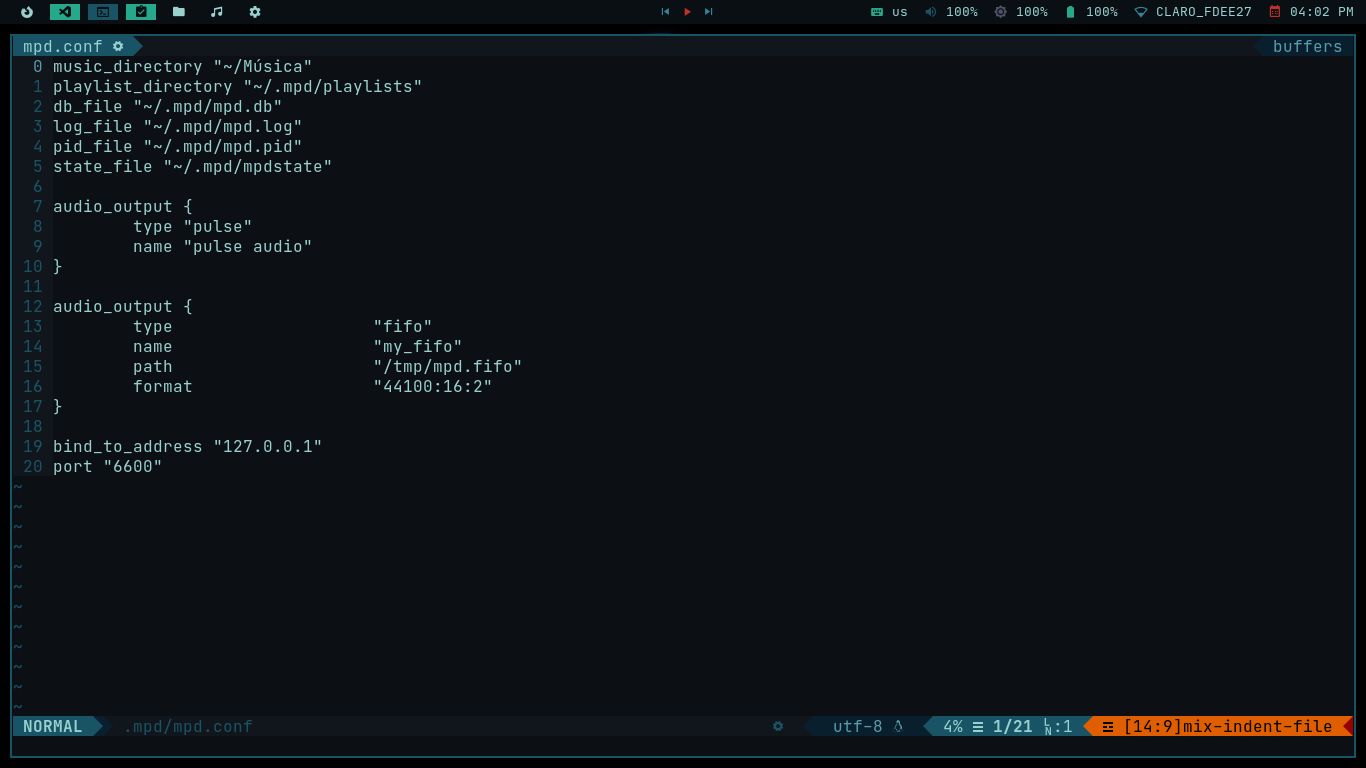 us 100% 100% 100% CLARO_FDEE27 04:02 PM
mpd.conf buffers
0 music_directory "~/Música"
1 playlist_directory "~/.mpd/playlists"
2 db_file "~/.mpd/mpd.db"
3 log_file "~/.mpd/mpd.log"
4 pid_file "~/.mpd/mpd.pid"
5 state_file "~/.mpd/mpdstate"
6
7 audio_output {
8 type "pulse"
9 name "pulse audio"
10 }
11
12 audio_output {
13 type "fifo"
14 name "my_fifo"
15 path "/tmp/mpd.fifo"
16 format "44100:16:2"
17 }
18
19 bind_to_address "127.0.0.1"
20 port "6600"
~
~
~
~
~
~
~
~
~
~
~
~
NORMAL .mpd/mpd.conf utf-8 4% ☰ 1/21 LN:1 ☰ [14:9]mix-indent-file